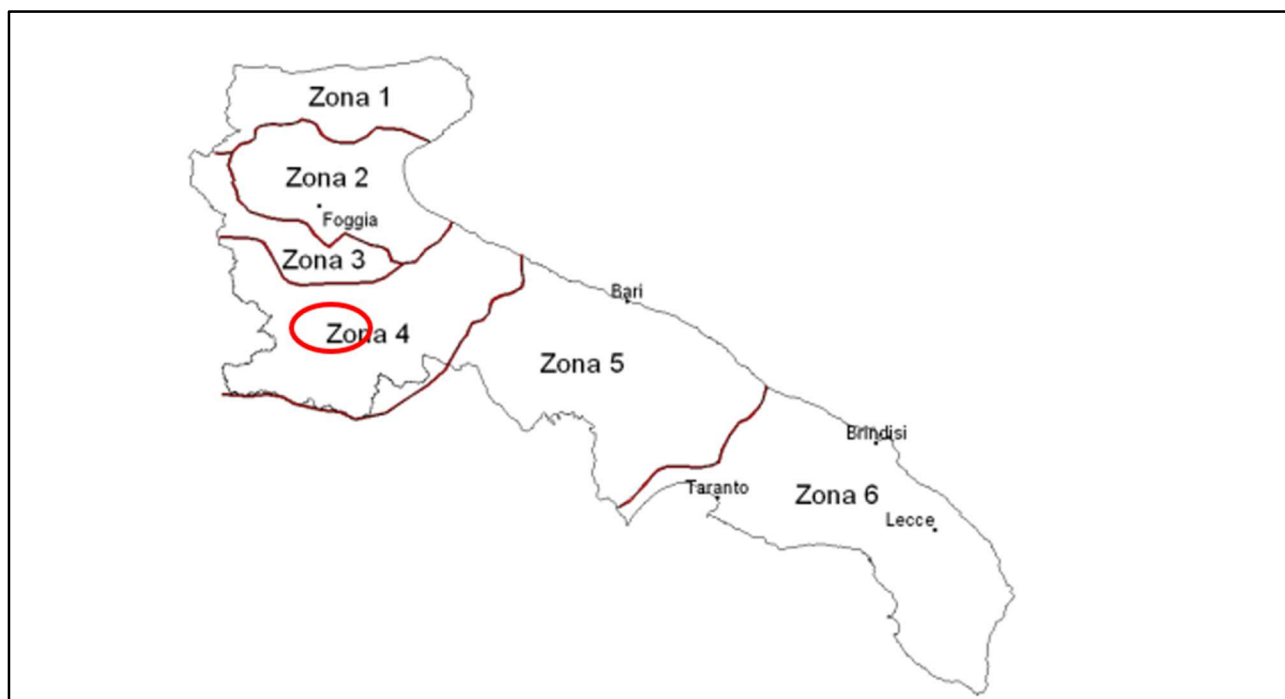 Zona 1
Zona 2
Foggia
Zona 3
Bari
Zona 4
Zona 5
Brindisi
Taranto
Zona 6
Lecce